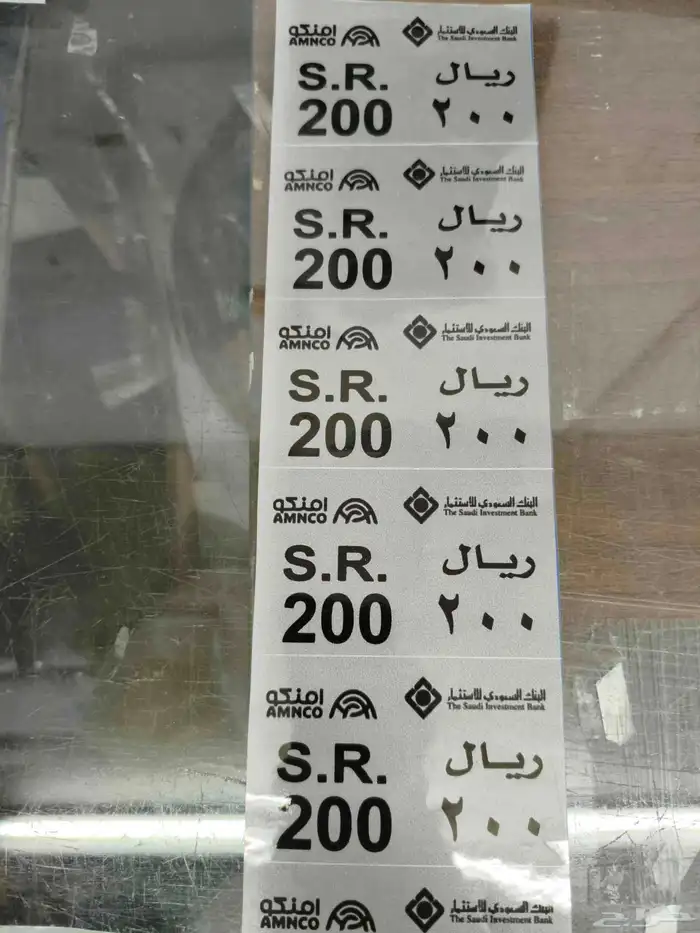 امنكو
AMNCO
البنك السعودي للاستثمار
The Saudi Investment Bank
S.R. ريال
200 ٢٠٠
امنكو
AMNCO
البنك السعودي للاستثمار
The Saudi Investment Bank
S.R. ريال
200 ٢٠٠
امنكو
AMNCO
البنك السعودي للاستثمار
The Saudi Investment Bank
S.R. ريال
200 ٢٠٠
امنكو
AMNCO
البنك السعودي للاستثمار
The Saudi Investment Bank
S.R. ريال
200 ٢٠٠
امنكو
AMNCO
البنك السعودي للاستثمار
The Saudi Investment Bank
S.R. ريال
200 ٢٠٠
امنكو
AMNCO
البنك السعودي للاستثمار
The Saudi Investment Bank
حراج